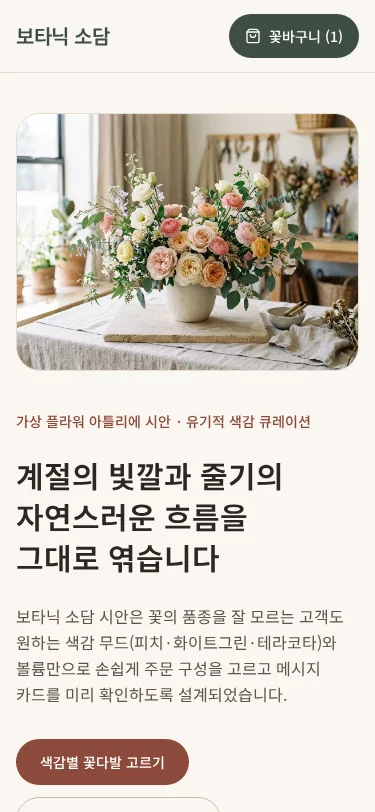 보타닉 소담
꽃바구니 (1)
가상 플라워 아틀리에 시안 · 유기적 색감 큐레이션
계절의 빛깔과 줄기의
자연스러운 흐름을
그대로 엮습니다
보타닉 소담 시안은 꽃의 품종을 잘 모르는 고객도
원하는 색감 무드(피치·화이트그린·테라코타)와
볼륨만으로 손쉽게 주문 구성을 고르고 메시지
카드를 미리 확인하도록 설계되었습니다.
색감별 꽃다발 고르기